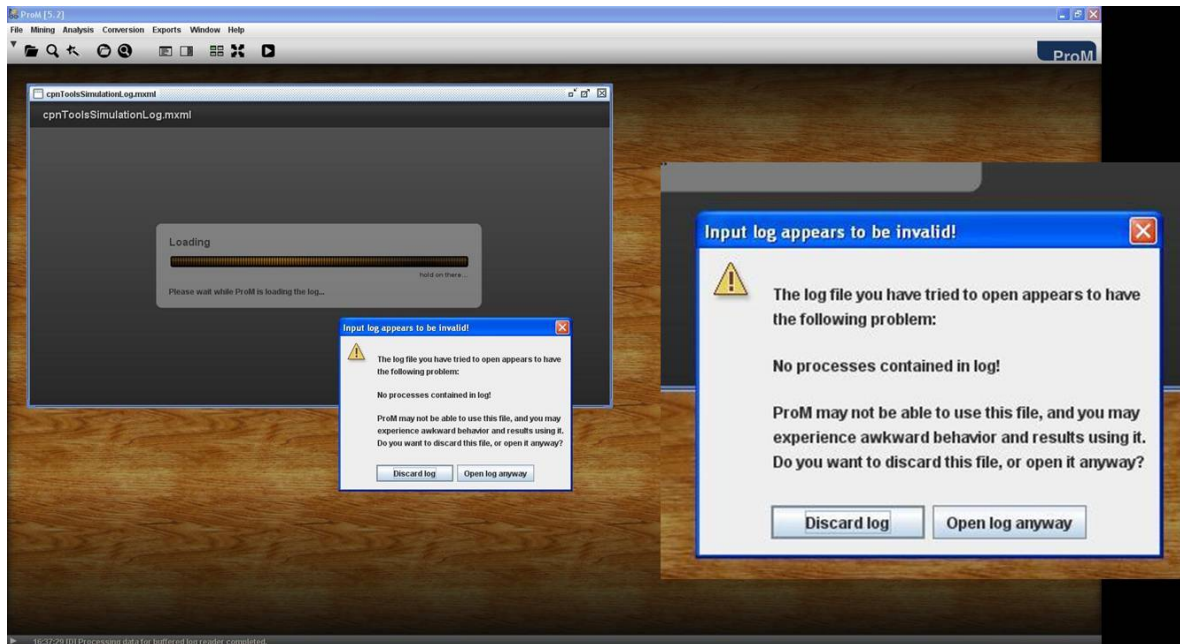 ProM [5.2]
File Mining Analysis Conversion Exports Window Help
ProM
cpnToolsSimulationLog.mxml
cpnToolsSimulationLog.mxml
Loading
hold on there...
Please wait while ProM is loading the log...
Input log appears to be invalid!
The log file you have tried to open appears to have
the following problem:
No processes contained in log!
ProM may not be able to use this file, and you may
experience awkward behavior and results using it.
Do you want to discard this file, or open it anyway?
Discard log Open log anyway
Input log appears to be invalid!
The log file you have tried to open appears to have
the following problem:
No processes contained in log!
ProM may not be able to use this file, and you may
experience awkward behavior and results using it.
Do you want to discard this file, or open it anyway?
Discard log Open log anyway
16:37:29 [D] Processing data for buffered log reader completed.